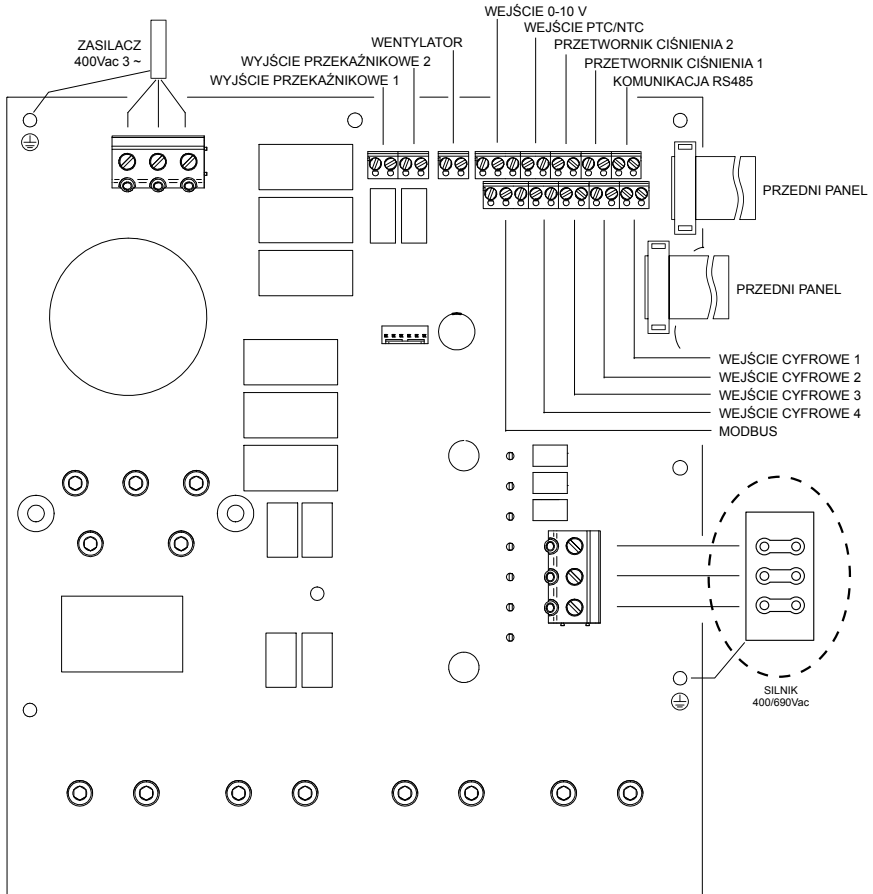 WEJŚCIE 0-10 V
WEJŚCIE PTC/NTC
ZASILACZ
400Vac 3 ~
WENTYLATOR
PRZETWORNIK CIŚNIENIA 2
WYJŚCIE PRZEKAŹNIKOWE 2
PRZETWORNIK CIŚNIENIA 1
WYJŚCIE PRZEKAŹNIKOWE 1
KOMUNIKACJA RS485
PRZEDNI PANEL
PRZEDNI PANEL
WEJŚCIE CYFROWE 1
WEJŚCIE CYFROWE 2
WEJŚCIE CYFROWE 3
WEJŚCIE CYFROWE 4
MODBUS
SILNIK
400/690Vac